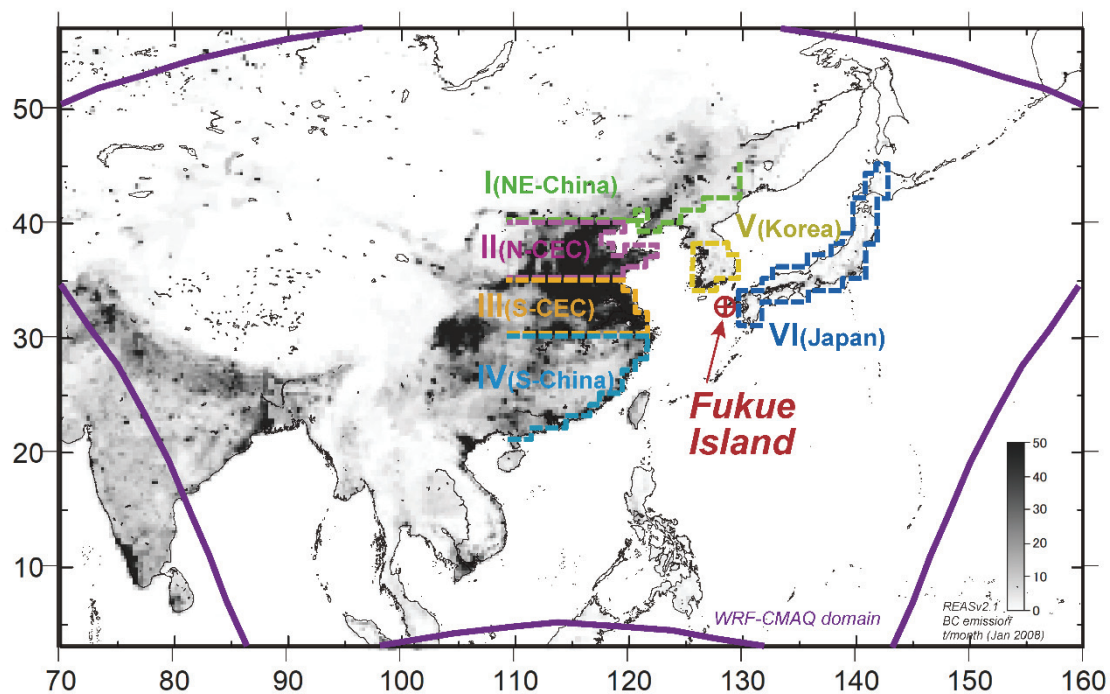 50
40
30
20
10
I(NE-China)
II(N-CEC)
III(S-CEC)
IV(S-China)
V(Korea)
VI(Japan)
Fukue
Island
50
40
30
20
10
0
REASv2.1
BC emission
t/month (Jan 2008)
WRF-CMAQ domain
70 80 90 100 110 120 130 140 150 160